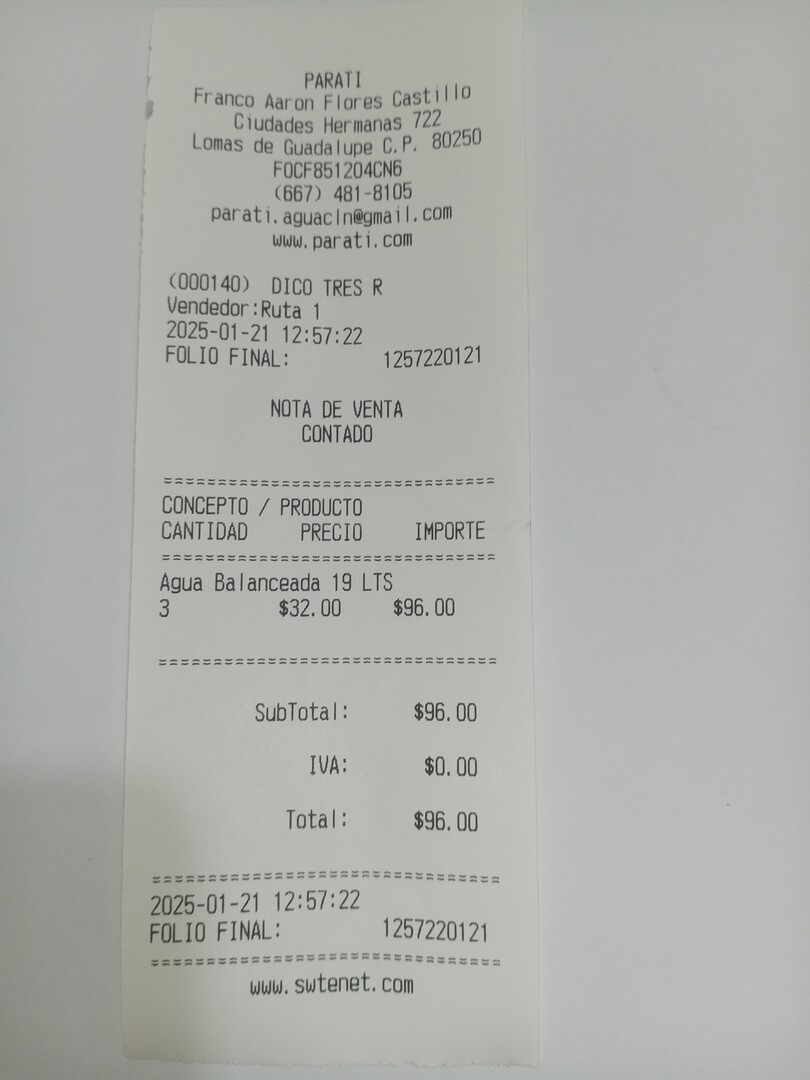 PARATI
Franco Aaron Flores Castillo
Ciudades Hermanas 722
Lomas de Guadalupe C.P. 80250
FOCF851204CN6
(667) 481-8105
parati.aguacln@gmail.com
www.parati.com
(000140) DICO TRES R
Vendedor:Ruta 1
2025-01-21 12:57:22
FOLIO FINAL: 1257220121
NOTA DE VENTA
CONTADO
================================
CONCEPTO / PRODUCTO
CANTIDAD PRECIO IMPORTE
================================
Agua Balanceada 19 LTS
3 $32.00 $96.00
================================
SubTotal: $96.00
IVA: $0.00
Total: $96.00
================================
2025-01-21 12:57:22
FOLIO FINAL: 1257220121
================================
www.swtenet.com